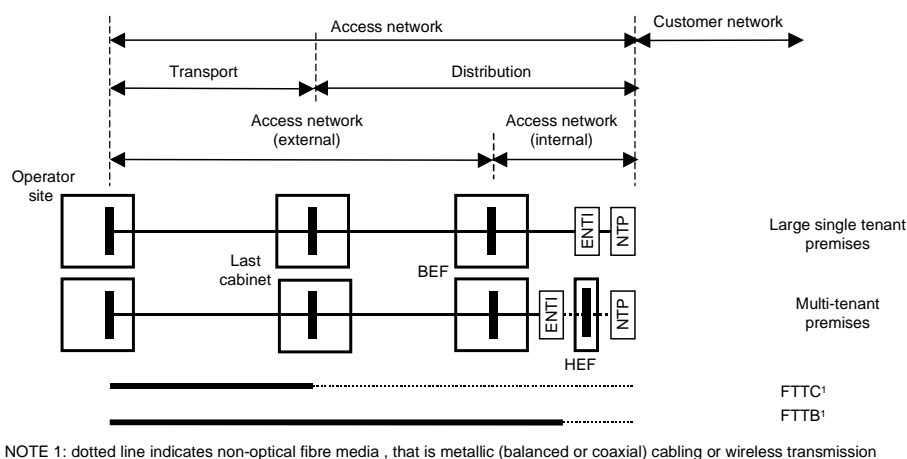 Access network
Customer network
Transport
Distribution
Access network
(external)
Access network
(internal)
Operator
site
ENTI
NTP
Large single tenant
premises
Last
cabinet
BEF
ENTI
NTP
Multi-tenant
premises
HEF
FTTC¹
FTTB¹
NOTE 1: dotted line indicates non-optical fibre media , that is metallic (balanced or coaxial) cabling or wireless transmission